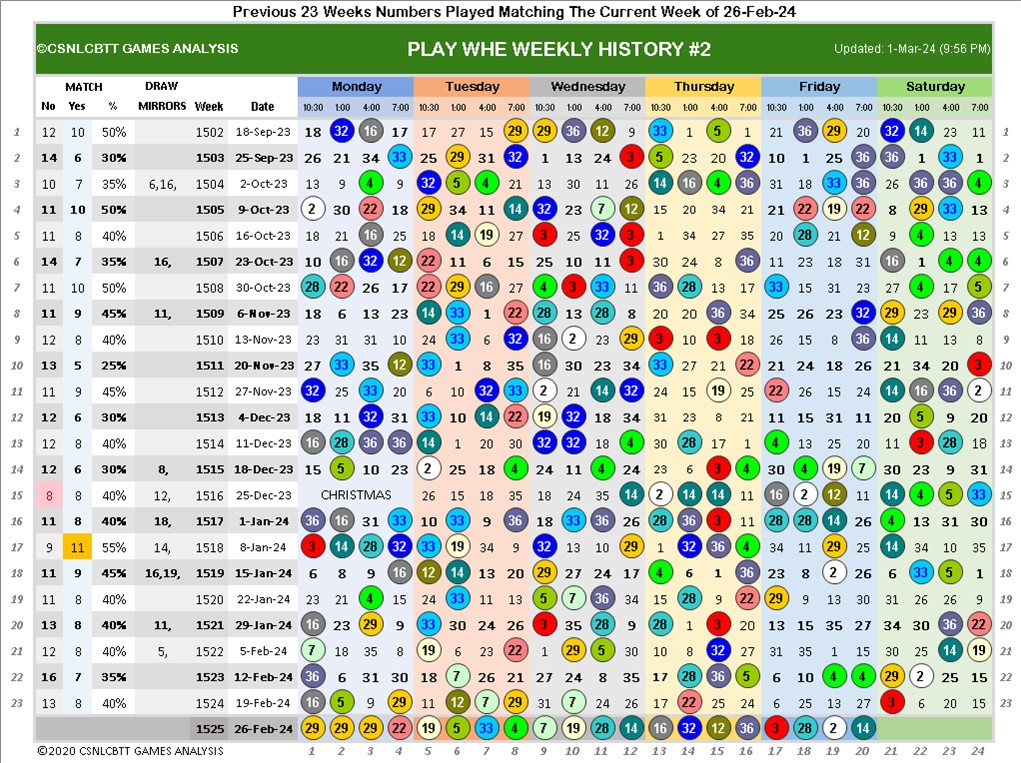 Previous 23 Weeks Numbers Played Matching The Current Week of 26-Feb-24
©CSNLCBTT GAMES ANALYSIS PLAY WHE WEEKLY HISTORY #2 Updated: 1-Mar-24 (9:56 PM)
MATCH DRAW Monday Tuesday Wednesday Thursday Friday Saturday
No Yes % MIRRORS Week Date 10:30 1:00 4:00 7:00 10:30 1:00 4:00 7:00 10:30 1:00 4:00 7:00 10:30 1:00 4:00 7:00 10:30 1:00 4:00 7:00 10:30 1:00 4:00 7:00
1 12 10 50% 1502 18-Sep-23 18 32 16 17 17 27 15 29 29 36 12 9 33 1 5 1 21 36 29 20 32 14 23 11 1
2 14 6 30% 1503 25-Sep-23 26 21 34 33 25 29 31 32 1 13 24 3 5 23 20 32 10 1 25 36 36 1 33 1 2
3 10 7 35% 6,16, 1504 2-Oct-23 13 9 4 9 32 5 4 21 13 30 11 26 14 16 4 36 31 18 33 36 26 36 36 4 3
4 11 10 50% 1505 9-Oct-23 2 30 22 18 29 34 11 14 32 23 7 12 15 20 34 21 21 22 19 22 8 29 33 13 4
5 11 8 40% 1506 16-Oct-23 18 21 16 25 18 14 19 27 3 25 32 3 1 34 27 35 20 28 21 12 9 4 13 13 5
6 14 7 35% 16, 1507 23-Oct-23 10 16 32 12 22 11 6 15 25 10 11 3 30 24 8 36 11 23 18 31 16 1 4 4 6
7 11 10 50% 1508 30-Oct-23 28 22 26 17 22 29 16 27 4 3 33 11 36 28 13 17 33 15 31 23 27 4 17 5 7
8 11 9 45% 11, 1509 6-Nov-23 18 6 13 23 14 33 1 22 28 13 28 8 20 20 36 34 25 26 23 32 29 23 29 36 8
9 12 8 40% 1510 13-Nov-23 23 31 31 10 24 33 6 32 16 2 23 29 3 10 3 34 26 15 8 36 14 11 13 8 9
10 13 5 25% 1511 20-Nov-23 27 33 35 12 33 1 8 35 16 30 23 34 33 27 21 22 21 24 18 26 21 34 20 3 10
11 11 9 45% 1512 27-Nov-23 32 25 33 20 10 7 32 33 2 21 14 32 24 15 19 25 22 26 15 24 14 16 36 2 11
12 12 6 30% 1513 4-Dec-23 18 11 32 31 33 10 14 22 19 32 18 34 31 23 8 21 11 15 31 11 20 5 9 20 12
13 12 8 40% 1514 11-Dec-23 16 28 36 36 14 1 20 30 32 32 18 4 30 28 17 1 4 13 25 20 11 3 28 18 13
14 12 6 30% 8, 1515 18-Dec-23 15 5 10 23 2 25 18 4 24 11 4 24 23 6 3 4 30 4 19 7 30 23 9 31 14
15 8 8 40% 12, 1516 25-Dec-23 CHRISTMAS 26 15 18 35 18 24 35 14 2 14 14 11 16 2 12 11 14 4 5 33 15
16 11 8 40% 18, 1517 1-Jan-24 36 16 31 33 10 33 9 36 18 33 36 26 28 36 3 11 28 28 14 26 4 13 31 30 16
17 9 11 55% 14, 1518 8-Jan-24 3 14 28 32 33 19 34 9 32 13 10 29 1 32 36 4 34 11 29 25 14 34 10 35 17
18 11 9 45% 16,19, 1519 15-Jan-24 6 8 9 16 12 14 13 20 29 27 24 17 4 6 1 36 23 8 2 26 6 33 5 1 18
19 11 8 40% 1520 22-Jan-24 23 21 4 15 24 33 11 13 5 7 36 34 15 28 9 22 29 9 13 30 31 26 26 9 19
20 13 8 40% 11, 1521 29-Jan-24 16 23 29 9 33 30 24 26 3 35 28 9 28 1 3 20 13 15 35 27 34 30 36 22 20
21 12 8 40% 5, 1522 5-Feb-24 7 18 35 8 19 6 23 22 1 29 5 30 10 8 32 27 31 35 1 15 25 30 14 19 21
22 16 7 35% 1523 12-Feb-24 36 6 31 30 18 7 26 21 27 24 8 35 17 28 36 5 6 10 4 4 29 2 25 15 22
23 13 8 40% 1524 19-Feb-24 16 5 9 29 6 12 7 29 31 7 24 26 17 22 25 24 6 25 13 27 3 6 20 15 23
1525 26-Feb-24 29 29 29 22 19 5 33 4 7 19 28 14 16 32 12 36 3 28 2 14
©2020 CSNLCBTT GAMES ANALYSIS 1 2 3 4 5 6 7 8 9 10 11 12 13 14 15 16 17 18 19 20 21 22 23 24